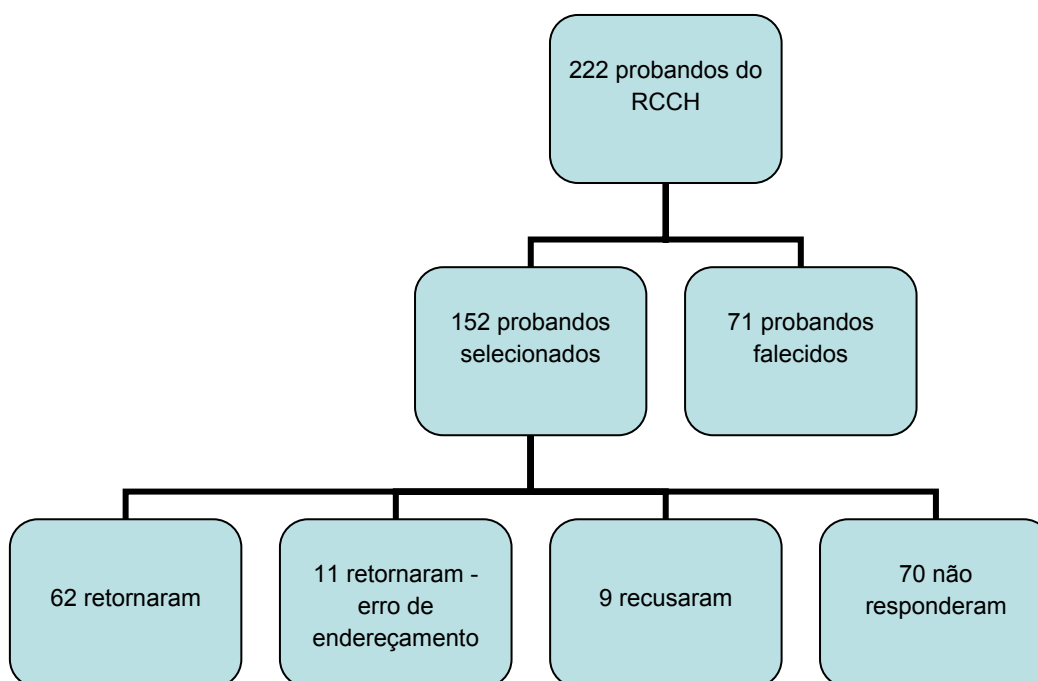 222 probandos do
RCCH
152 probandos
selecionados
71 probandos
falecidos
62 retornaram
11 retornaram -
erro de
endereçamento
9 recusaram
70 não
responderam